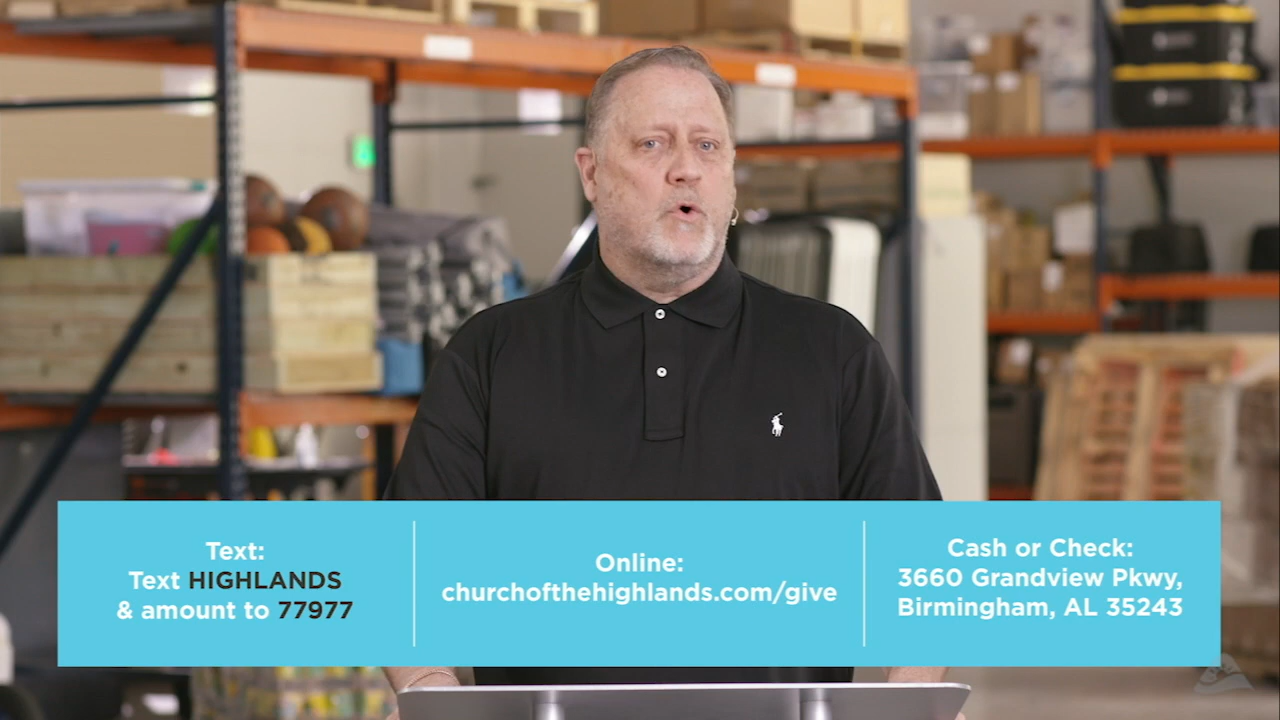 Text:
Text HIGHLANDS
& amount to 77977
Online:
churchofthehighlands.com/give
Cash or Check:
3660 Grandview Pkwy,
Birmingham, AL 35243